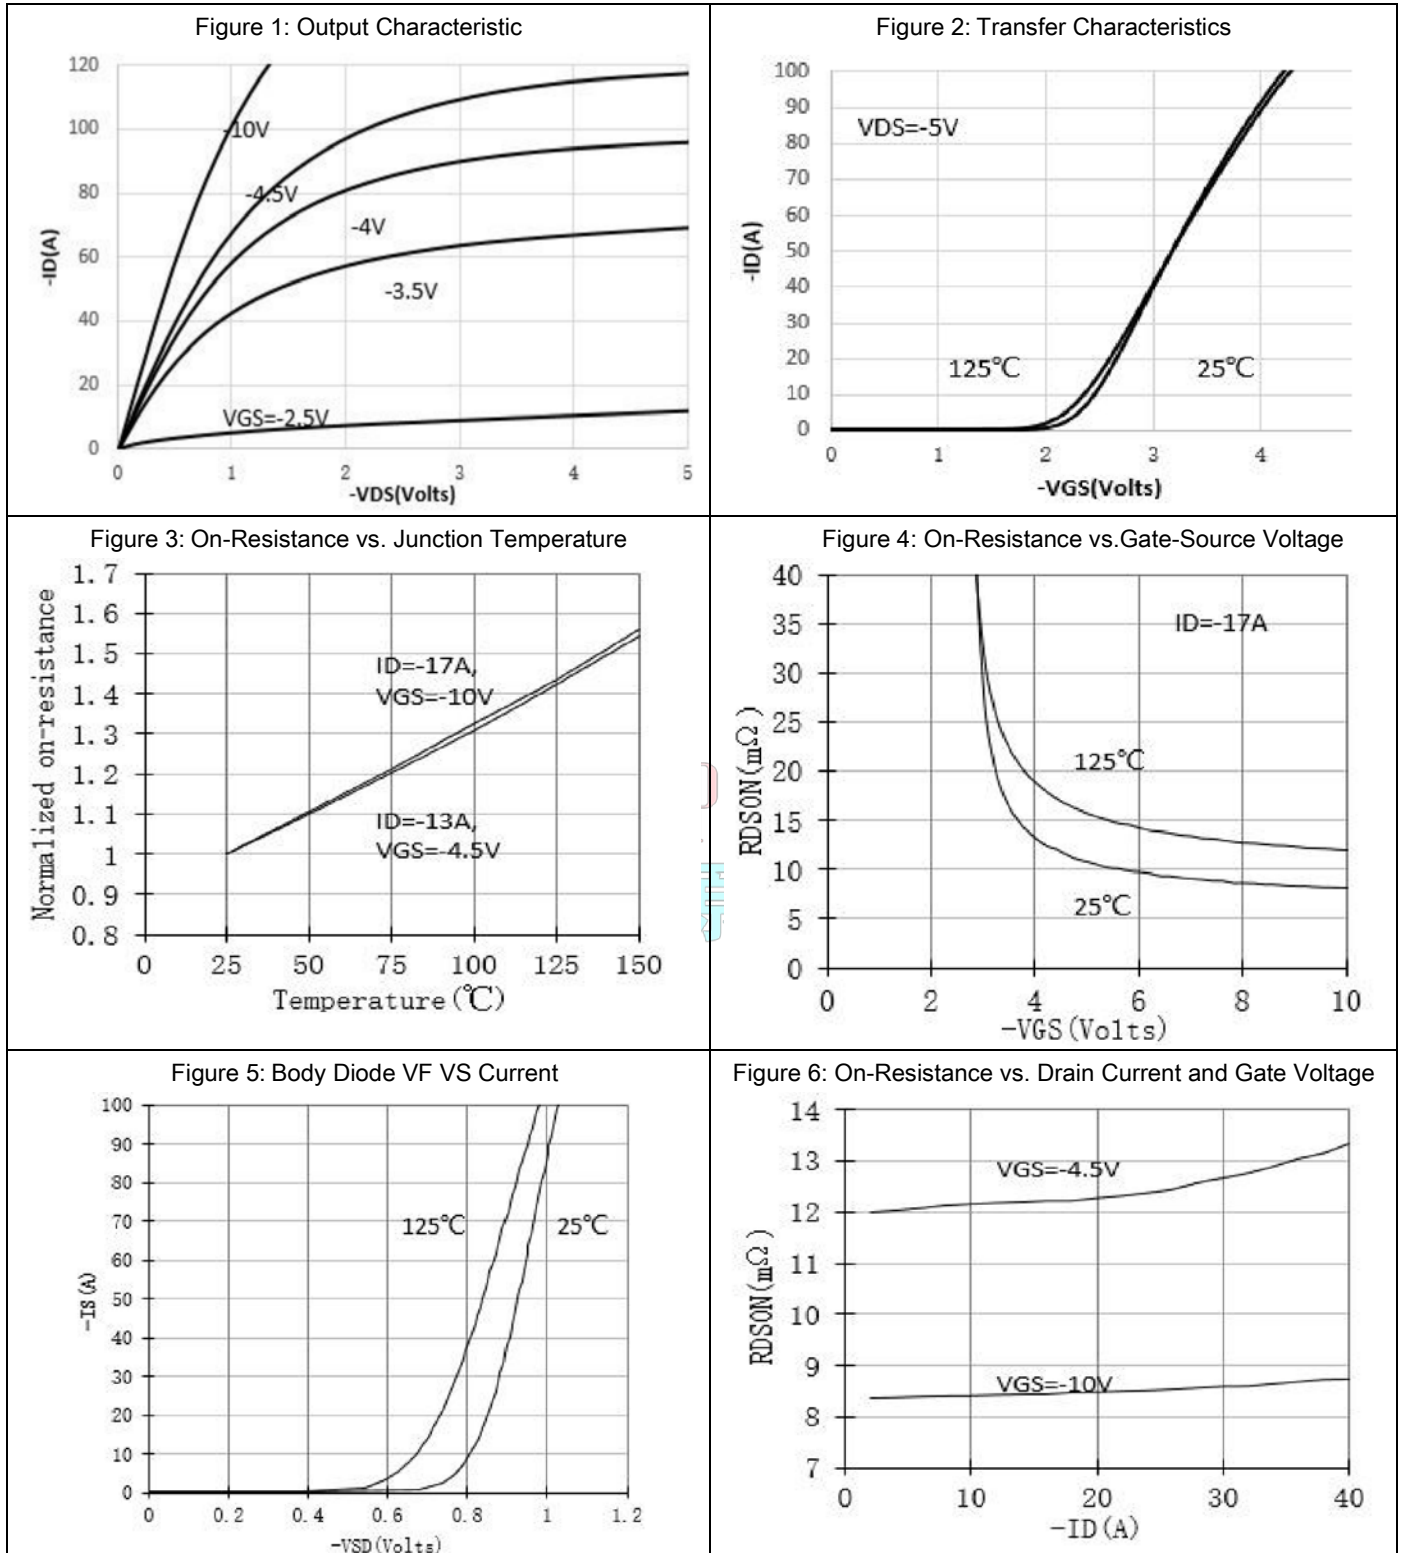 Figure 1: Output Characteristic
120
100
80
60
40
20
0
-ID(A)
-10V
-4.5V
-4V
-3.5V
VGS=-2.5V
0 1 2 3 4 5
-VDS(Volts)
Figure 2: Transfer Characteristics
100
90
80
70
60
50
40
30
20
10
0
-ID(A)
VDS=-5V
125℃ 25℃
0 1 2 3 4
-VGS(Volts)
Figure 3: On-Resistance vs. Junction Temperature
1.7
1.6
1.5
1.4
1.3
1.2
1.1
1
0.9
0.8
Normalized on-resistance
ID=-17A,
VGS=-10V
ID=-13A,
VGS=-4.5V
0 25 50 75 100 125 150
Temperature(℃)
Figure 4: On-Resistance vs.Gate-Source Voltage
40
35
30
25
20
15
10
5
0
RDSON(mΩ)
ID=-17A
125℃
25℃
0 2 4 6 8 10
-VGS(Volts)
Figure 5: Body Diode VF VS Current
100
90
80
70
60
50
40
30
20
10
0
-IS(A)
125℃ 25℃
0 0.2 0.4 0.6 0.8 1 1.2
-VSD(Volts)
Figure 6: On-Resistance vs. Drain Current and Gate Voltage
14
13
12
11
10
9
8
7
RDSON(mΩ)
VGS=-4.5V
VGS=-10V
0 10 20 30 40
-ID(A)